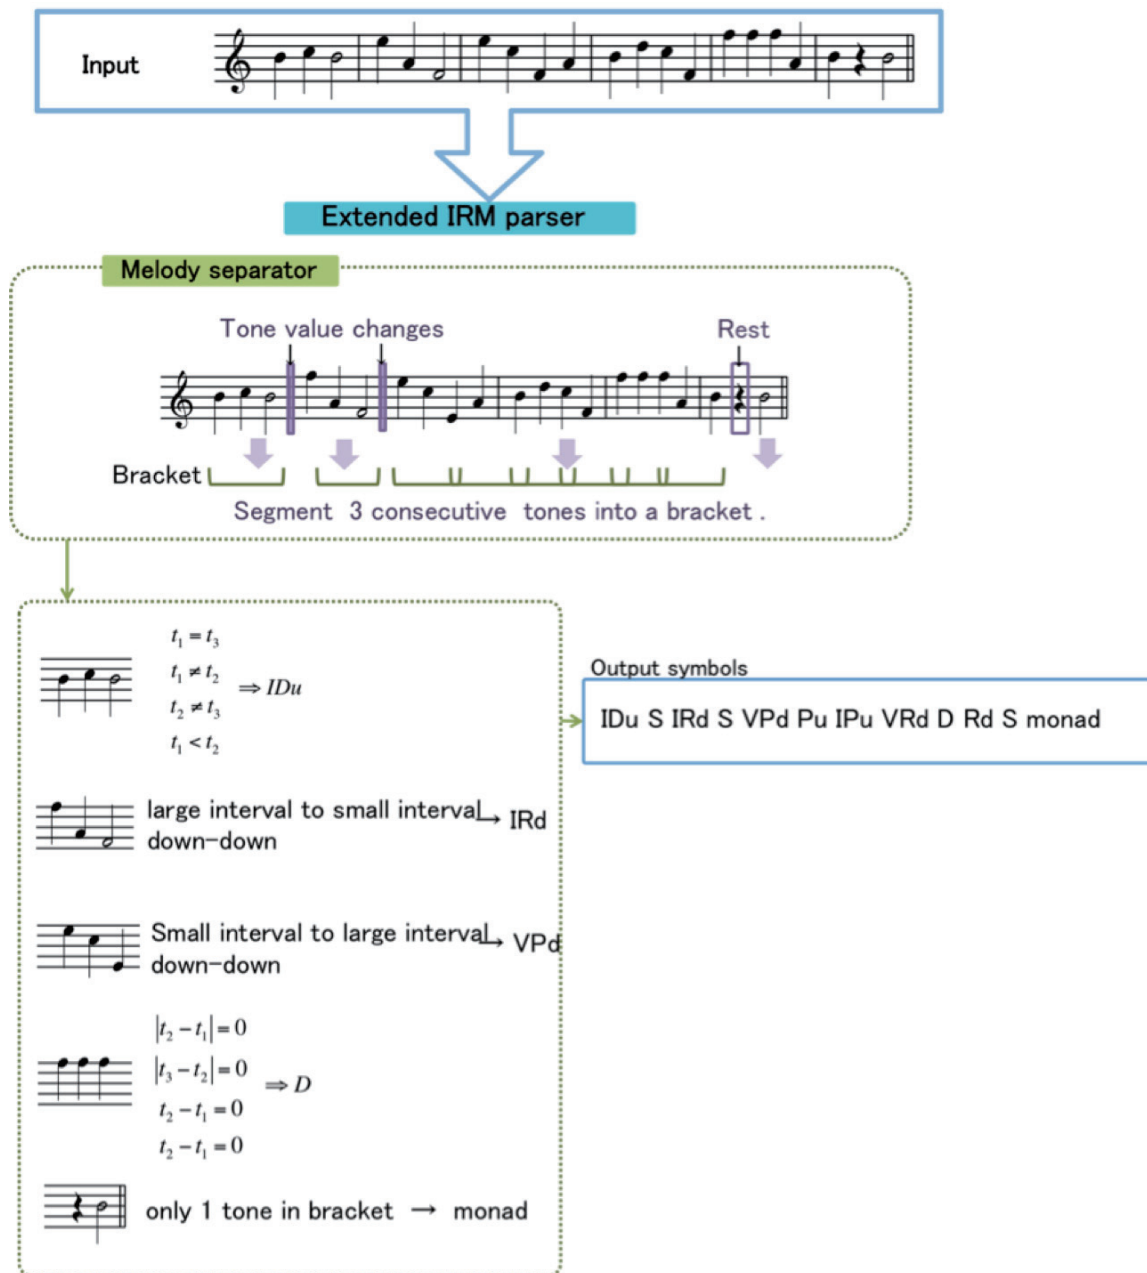 Input
Extended IRM parser
Melody separator
Tone value changes
Rest
Bracket
Segment 3 consecutive tones into a bracket .
t₁ = t₃
t₁ ≠ t₂
⇒ IDu
t₂ ≠ t₃
t₁ < t₂
large interval to small interval → IRd
down-down
Small interval to large interval → VPd
down-down
|t₂ − t₁| = 0
|t₃ − t₂| = 0
⇒ D
t₂ − t₁ = 0
t₂ − t₁ = 0
only 1 tone in bracket → monad
Output symbols
IDu S IRd S VPd Pu IPu VRd D Rd S monad